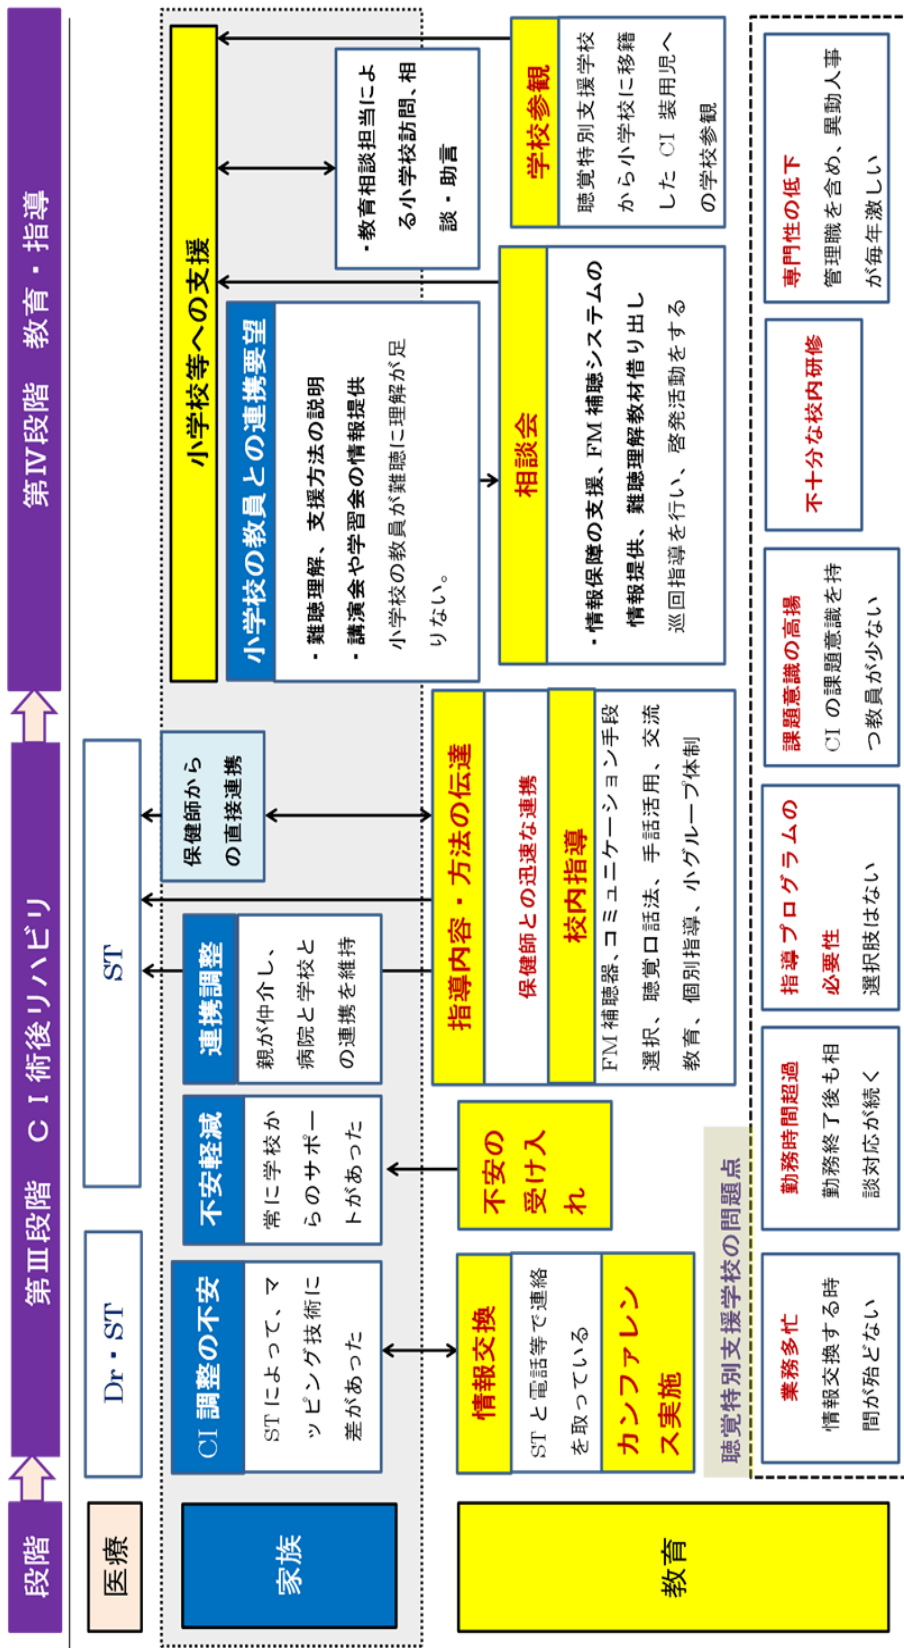 段階
第Ⅲ段階　ＣＩ術後リハビリ
第Ⅳ段階　教育・指導
医療
Dr・ST
ST
家族
CI 調整の不安
ST によって、マ
ッピング技術に
差があった
不安軽減
常に学校か
らのサポー
トがあった
連携調整
親が仲介し、
病院と学校と
の連携を維持
保健師から
の直接連携
小学校等への支援
小学校の教員との連携要望
・難聴理解、支援方法の説明
・講演会や学習会の情報提供
小学校の教員が難聴に理解が足
りない。
・教育相談担当によ
る小学校訪問、相
談・助言
教育
情報交換
ST と電話等で連絡
を取っている
カンファレン
ス実施
不安の
受け入
れ
指導内容・方法の伝達
保健師との迅速な連携
校内指導
FM 補聴器、コミュニケーション手段
選択、聴覚口話法、手話活用、交流
教育、個別指導、小グループ体制
相談会
・情報保障の支援、FM 補聴システムの
情報提供、難聴理解教材借り出し
巡回指導を行い、啓発活動をする
学校参観
聴覚特別支援学校
から小学校に移籍
した CI 装用児へ
の学校参観
聴覚特別支援学校の問題点
業務多忙
情報交換する時
間が殆どない
勤務時間超過
勤務終了後も相
談対応が続く
指導プログラムの
必要性
選択肢はない
課題意識の高揚
CI の課題意識を持
つ教員が少ない
不十分な校内研修
専門性の低下
管理職を含め、異動人事
が毎年激しい